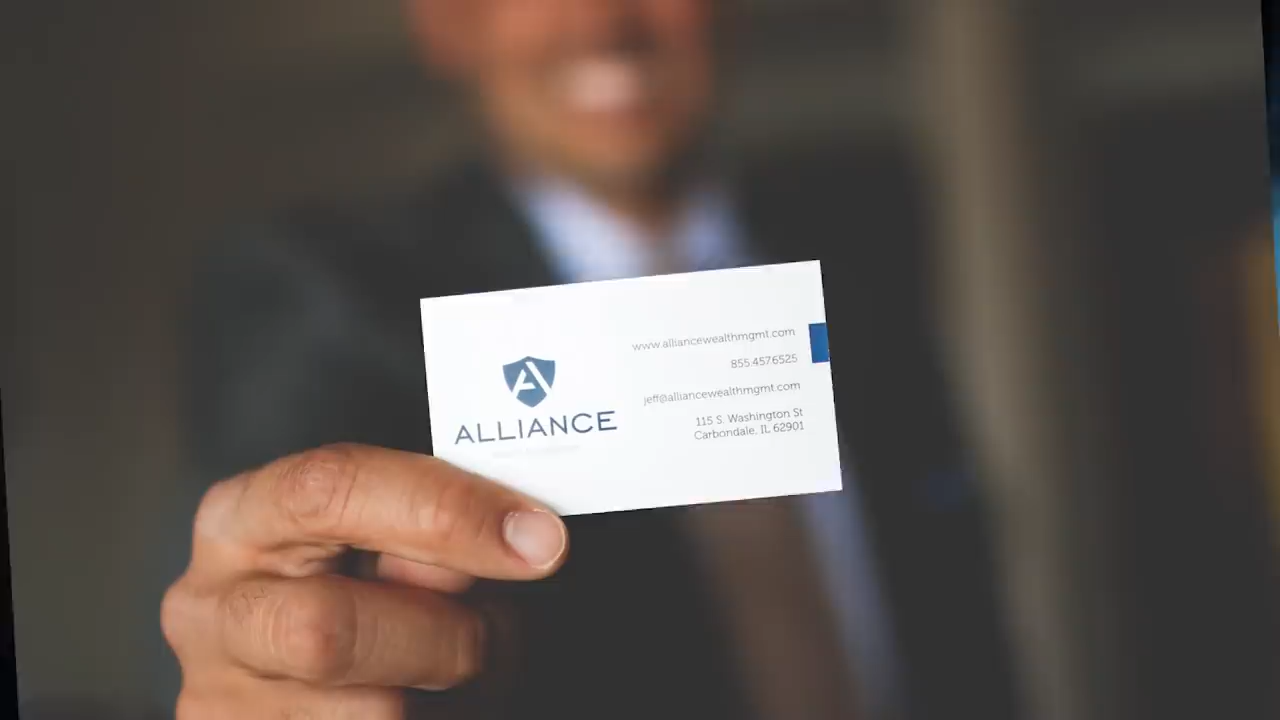 ALLIANCE
www.alliancewealthmgmt.com
855.4576525
jeff@alliancewealthmgmt.com
115 S. Washington St
Carbondale, IL 62901